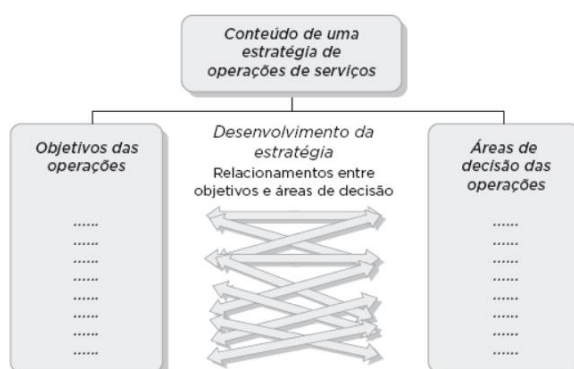 Conteúdo de uma
estratégia de
operações de serviços
Objetivos das
operações
......
......
......
......
......
......
......
......
Desenvolvimento da
estratégia
Relacionamentos entre
objetivos e áreas de decisão
Áreas de
decisão das
operações
......
......
......
......
......
......
......
......